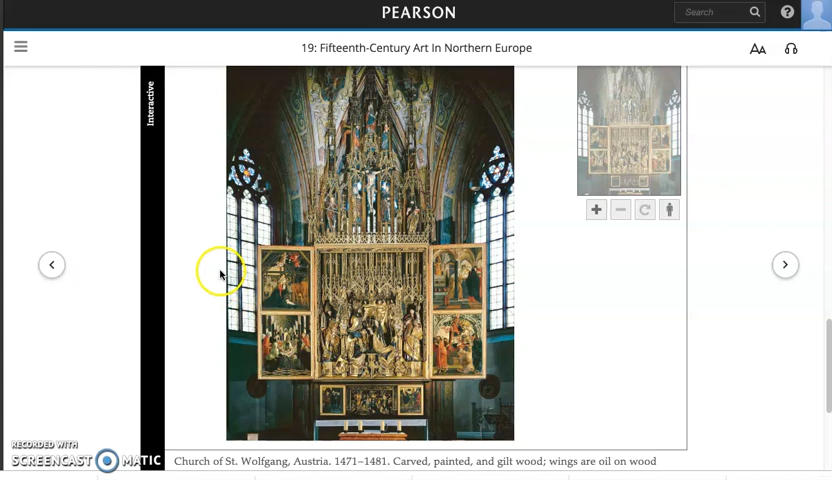 PEARSON
Search
?
19: Fifteenth-Century Art In Northern Europe
AA
Interactive
RECORDED WITH
SCREENCAST MATIC
Church of St. Wolfgang, Austria. 1471–1481. Carved, painted, and gilt wood; wings are oil on wood